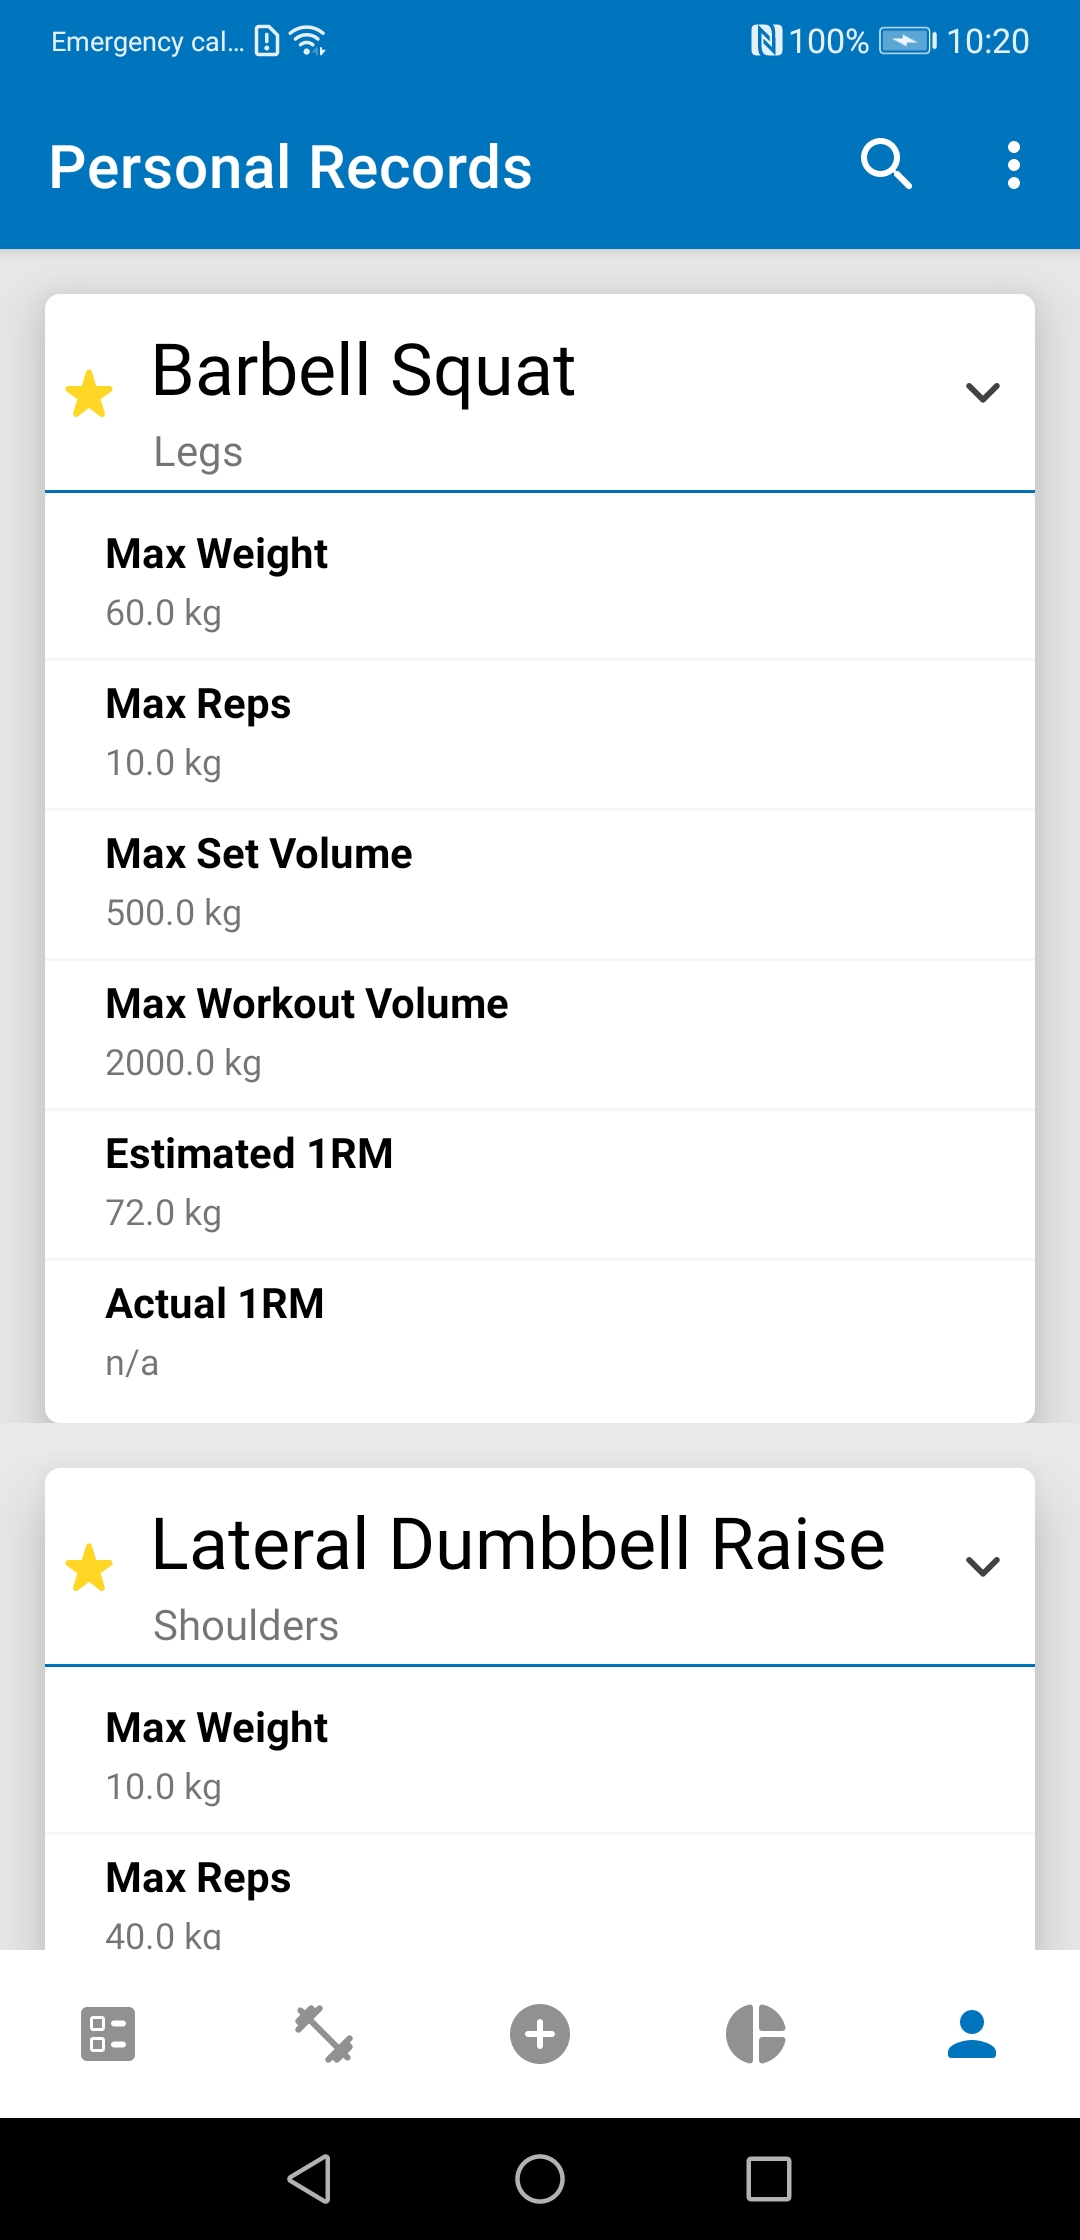 Emergency cal... 100% 10:20
Personal Records
Barbell Squat
Legs
Max Weight
60.0 kg
Max Reps
10.0 kg
Max Set Volume
500.0 kg
Max Workout Volume
2000.0 kg
Estimated 1RM
72.0 kg
Actual 1RM
n/a
Lateral Dumbbell Raise
Shoulders
Max Weight
10.0 kg
Max Reps
40.0 kg